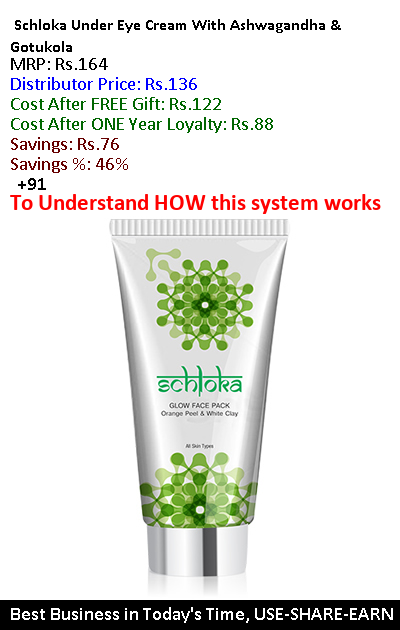 Schloka Under Eye Cream With Ashwagandha &
Gotukola
MRP: Rs.164
Distributor Price: Rs.136
Cost After FREE Gift: Rs.122
Cost After ONE Year Loyalty: Rs.88
Savings: Rs.76
Savings %: 46%
+91
To Understand HOW this system works
schloka
GLOW FACE PACK
Orange Peel & White Clay
All Skin Types
Best Business in Today's Time, USE-SHARE-EARN